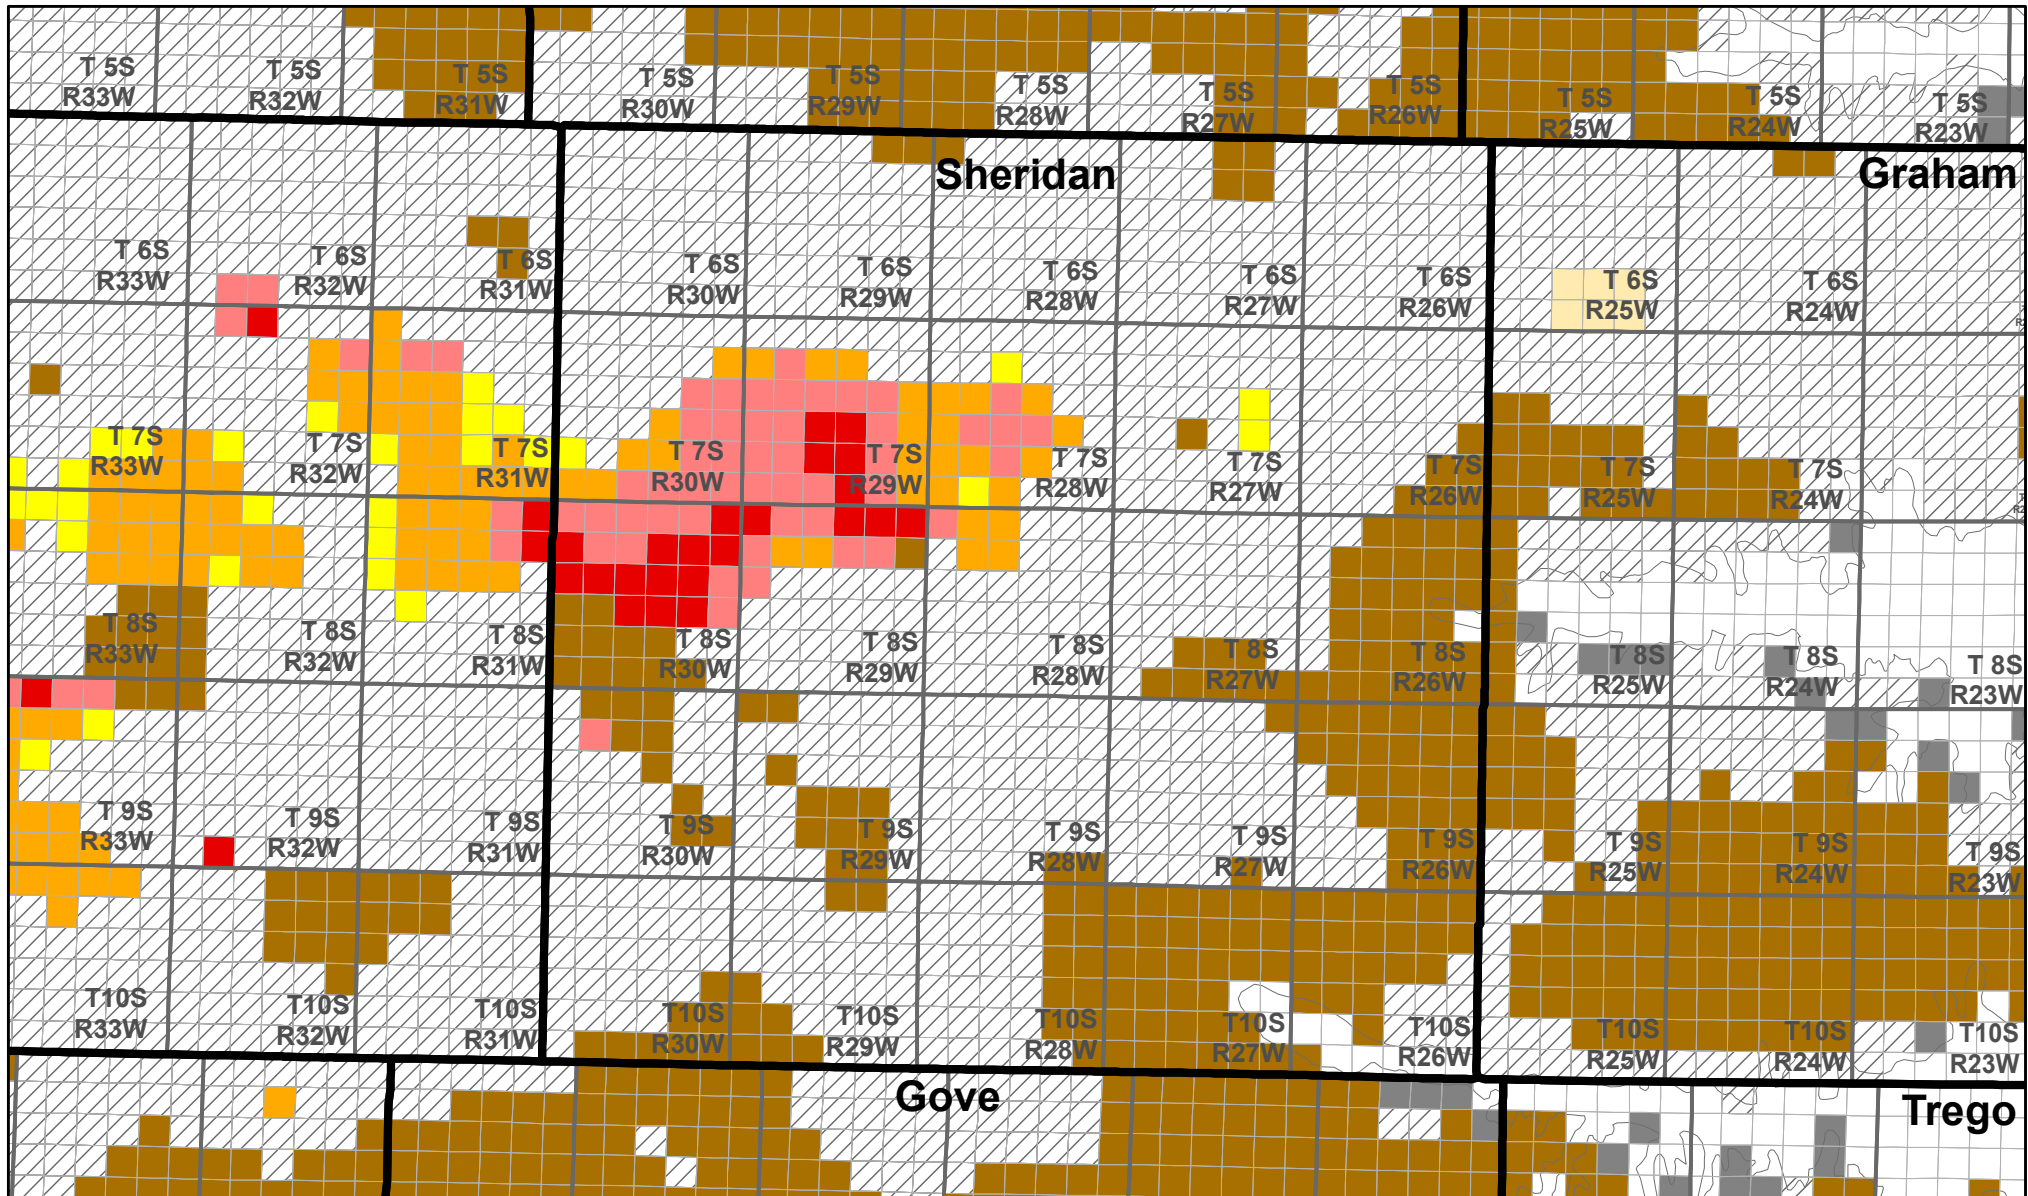 T 5S
R33W
T 5S
R32W
T 5S
R31W
T 5S
R30W
T 5S
R29W
T 5S
R28W
T 5S
R27W
T 5S
R26W
T 5S
R25W
T 5S
R24W
T 5S
R23W
Sheridan
Graham
T 6S
R33W
T 6S
R32W
T 6S
R31W
T 6S
R30W
T 6S
R29W
T 6S
R28W
T 6S
R27W
T 6S
R26W
T 6S
R25W
T 6S
R24W
T 7S
R33W
T 7S
R32W
T 7S
R31W
T 7S
R30W
T 7S
R29W
T 7S
R28W
T 7S
R27W
T 7S
R26W
T 7S
R25W
T 7S
R24W
T 8S
R33W
T 8S
R32W
T 8S
R31W
T 8S
R30W
T 8S
R29W
T 8S
R28W
T 8S
R27W
T 8S
R26W
T 8S
R25W
T 8S
R24W
T 8S
R23W
T 9S
R33W
T 9S
R32W
T 9S
R31W
T 9S
R30W
T 9S
R29W
T 9S
R28W
T 9S
R27W
T 9S
R26W
T 9S
R25W
T 9S
R24W
T 9S
R23W
T10S
R33W
T10S
R32W
T10S
R31W
T10S
R30W
T10S
R29W
T10S
R28W
T10S
R27W
T10S
R26W
T10S
R25W
T10S
R24W
T10S
R23W
Gove
Trego